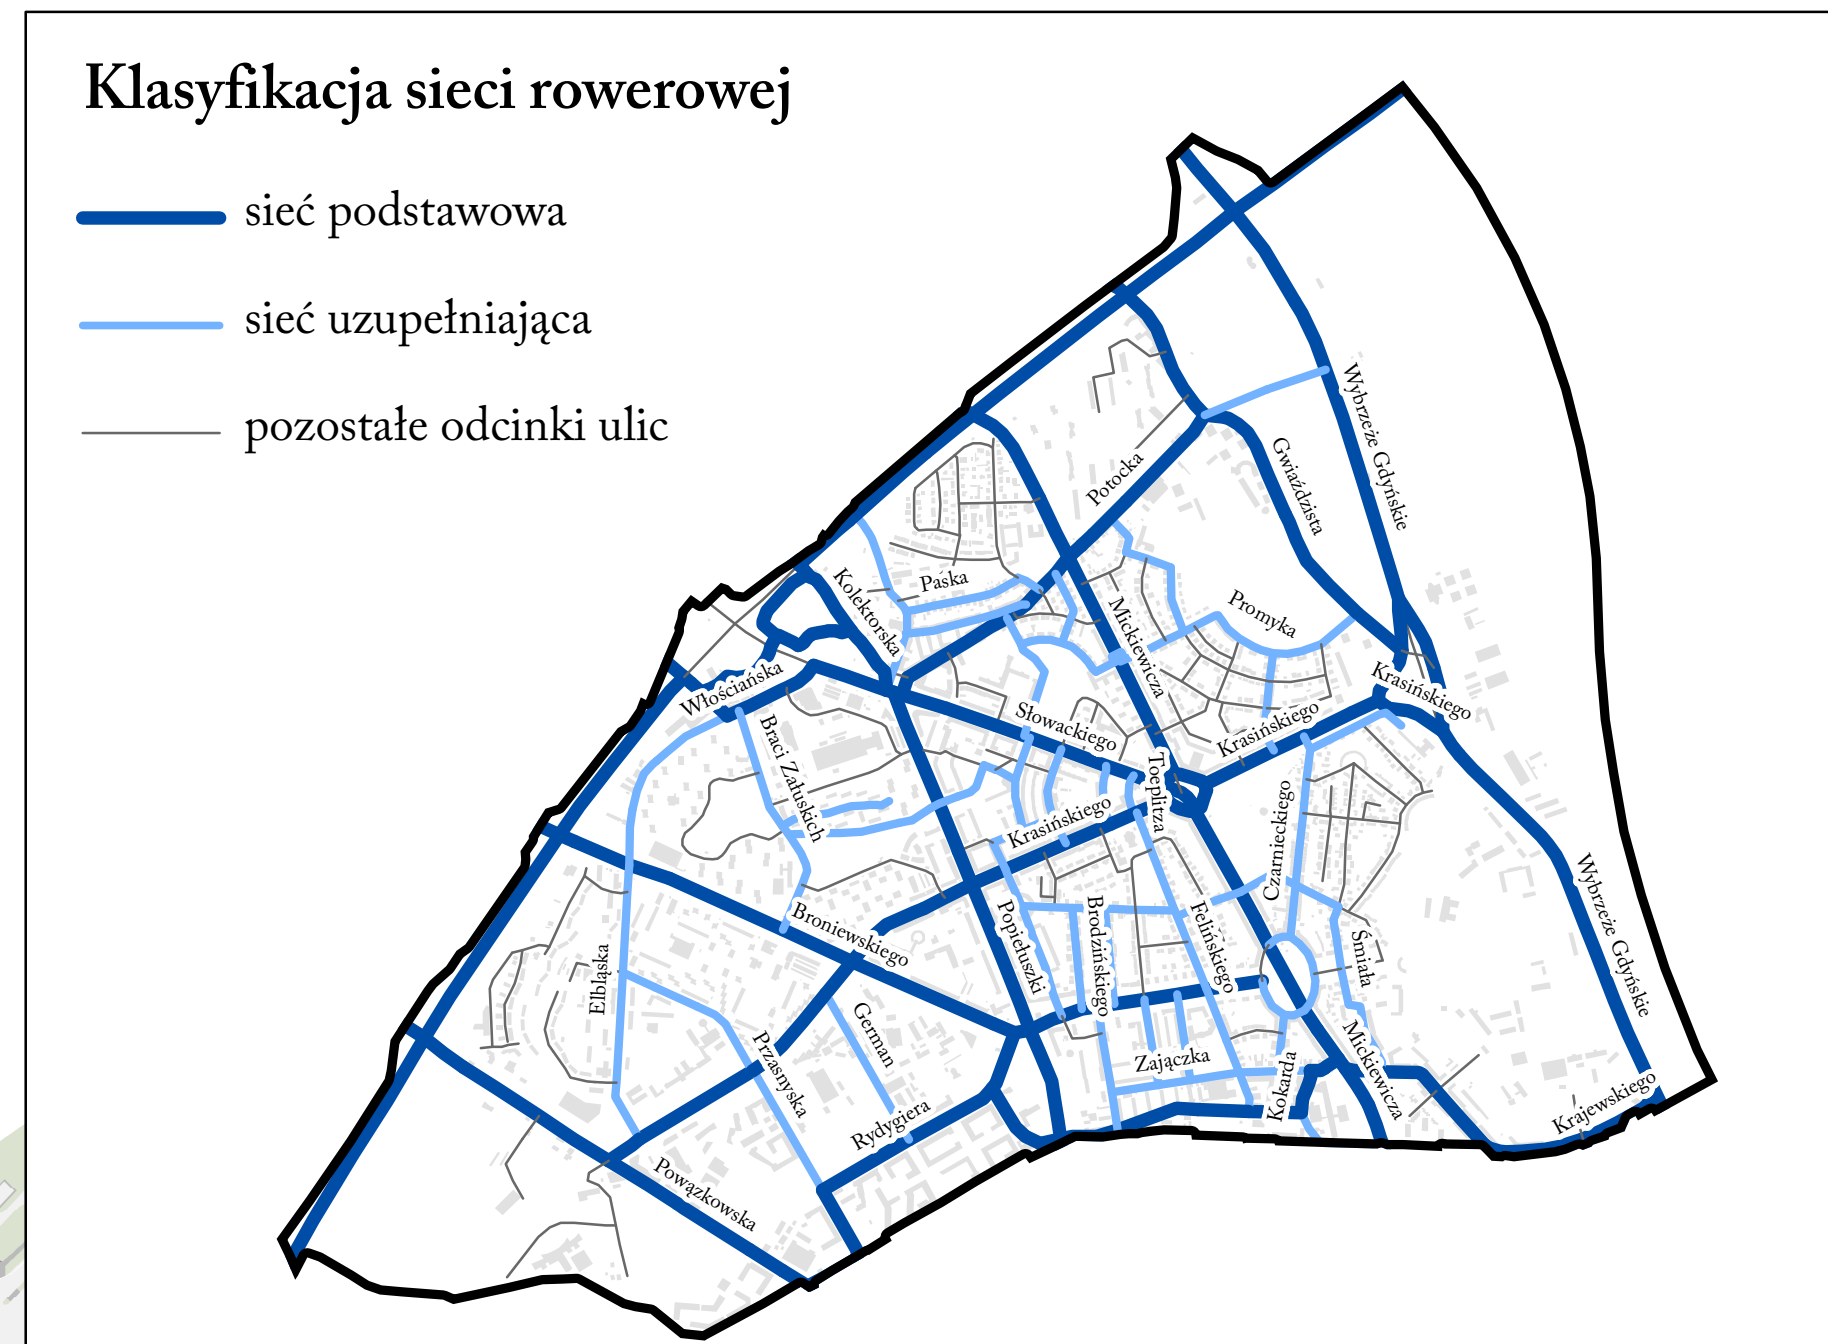 Klasyfikacja sieci rowerowej
sieć podstawowa
sieć uzupełniająca
pozostałe odcinki ulic
Wybrzeże Gdyńskie
Gwiaździsta
Potocka
Paska
Kolektorska
Mickiewicza
Promyka
Włościańska
Krasińskiego
Słowackiego
Krasińskiego
Braci Załuskich
Toeplitza
Krasińskiego
Czarnieckiego
Wybrzeże Gdyńskie
Broniewskiego
Popiełuszki
Brodzińskiego
Felińskiego
Śmiała
Elbląska
German
Przasnyska
Zajączka
Mickiewicza
Kokarda
Rydygiera
Krajewskiego
Powązkowska